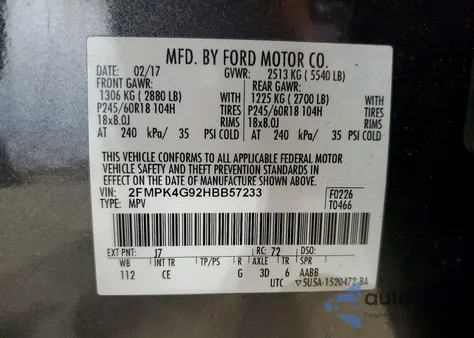 MFD. BY FORD MOTOR CO.
DATE: 02/17 GVWR: 2513 KG ( 5540 LB)
FRONT GAWR: REAR GAWR:
1306 KG ( 2880 LB) 1225 KG ( 2700 LB)
P245/60R18 104H TIRES P245/60R18 104H TIRES
18x8.0J RIMS 18x8.0J RIMS
AT 240 kPa/ 35 PSI COLD AT 240 kPa/ 35 PSI COLD
THIS VEHICLE CONFORMS TO ALL APPLICABLE FEDERAL MOTOR
VEHICLE SAFETY AND THEFT PREVENTION STANDARDS IN
EFFECT ON THE DATE OF MANUFACTURE SHOWN ABOVE.
VIN: 2FMPK4G92HBB57233 F0226
TYPE: MPV T0466
EXT PNT: J7 RC: 72 DSO:
WB INT TR TP/PS R AXLE TR SPR
112 CE G 3D 6 AABB
UTC 5U5A-1520472-BA